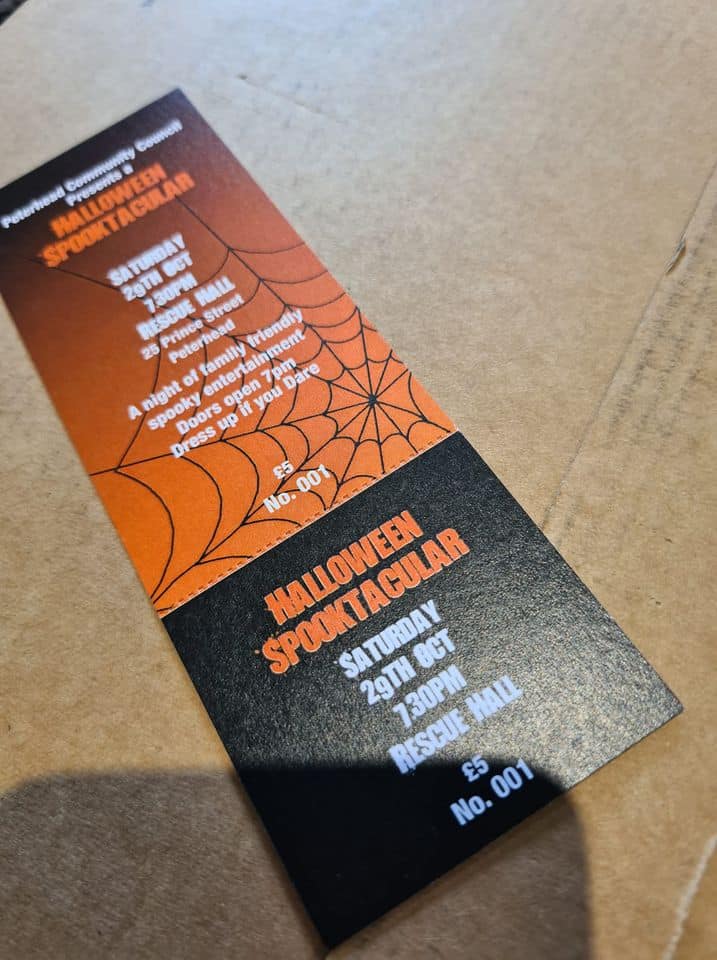 Peterhead Community Council
Presents a
HALLOWEEN
SPOOKTACULAR
SATURDAY
29TH OCT
730PM
RESCUE HALL
25 Prince Street
Peterhead
A night of family friendly
spooky entertainment
Doors open 7pm
Dress up if you Dare
£5
No. 001
HALLOWEEN
SPOOKTACULAR
SATURDAY
29TH OCT
730PM
RESCUE HALL
£5
No. 001